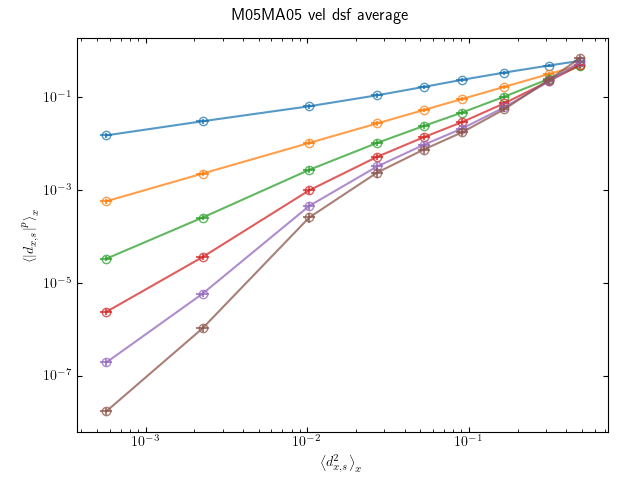 M05MA05 vel dsf average
10⁻¹
10⁻³
10⁻⁵
10⁻⁷
⟨|d_{x,s}|^p⟩_x
10⁻³
10⁻²
10⁻¹
⟨d²_{x,s}⟩_x